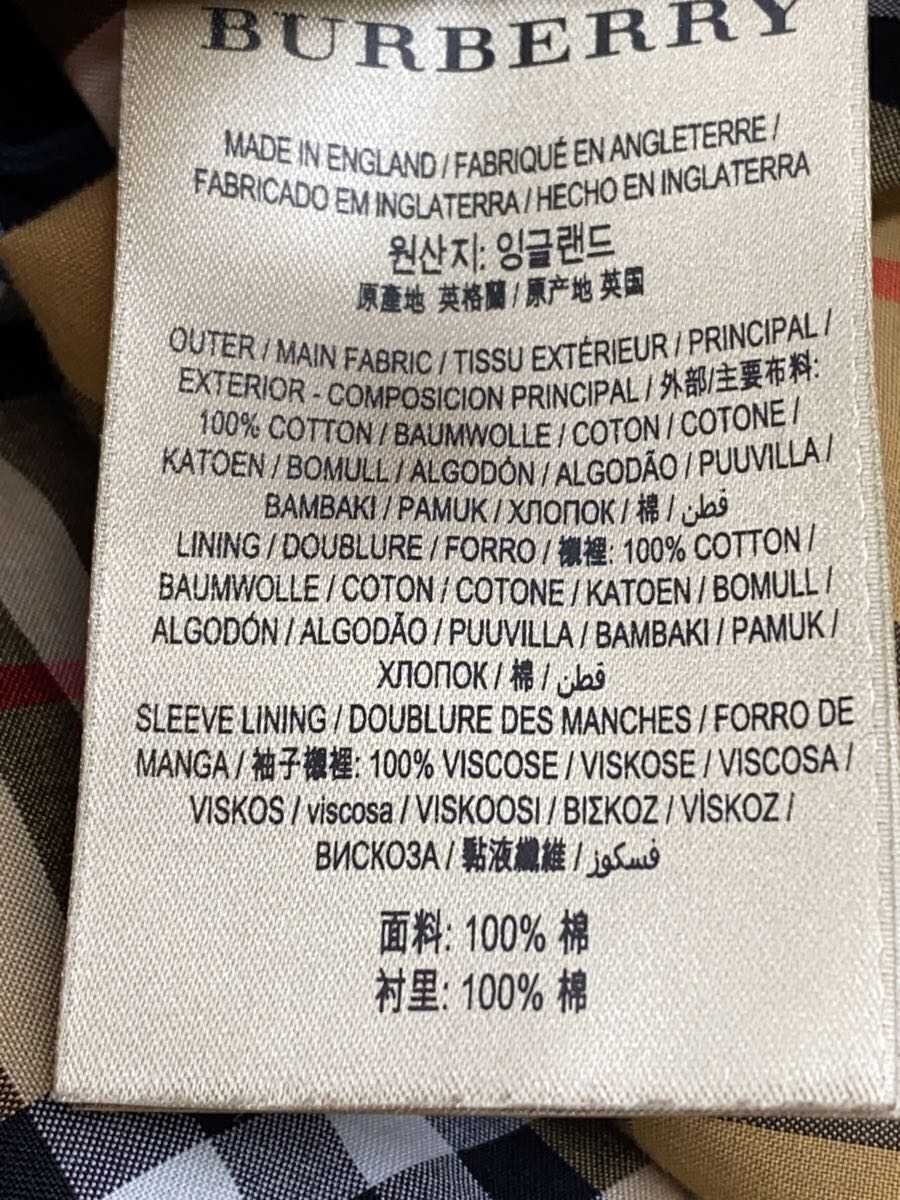 BURBERRY
MADE IN ENGLAND / FABRIQUÉ EN ANGLETERRE /
FABRICADO EM INGLATERRA / HECHO EN INGLATERRA
원산지: 잉글랜드
原產地 英格蘭 / 原产地 英国
OUTER / MAIN FABRIC / TISSU EXTÉRIEUR / PRINCIPAL /
EXTERIOR - COMPOSICION PRINCIPAL / 外部/主要布料:
100% COTTON / BAUMWOLLE / COTON / COTONE /
KATOEN / BOMULL / ALGODÓN / ALGODÃO / PUUVILLA /
BAMBAKI / PAMUK / ХЛОПОК / 棉 / قطن
LINING / DOUBLURE / FORRO / 襯裡: 100% COTTON /
BAUMWOLLE / COTON / COTONE / KATOEN / BOMULL /
ALGODÓN / ALGODÃO / PUUVILLA / BAMBAKI / PAMUK /
ХЛОПОК / 棉 / قطن
SLEEVE LINING / DOUBLURE DES MANCHES / FORRO DE
MANGA / 袖子襯裡: 100% VISCOSE / VISKOSE / VISCOSA /
VISKOS / viscosa / VISKOOSI / ΒΙΣΚΟΖ / VİSKOZ /
ВИСКОЗА / 黏液纖維 / فسكوز
面料: 100% 棉
衬里: 100% 棉